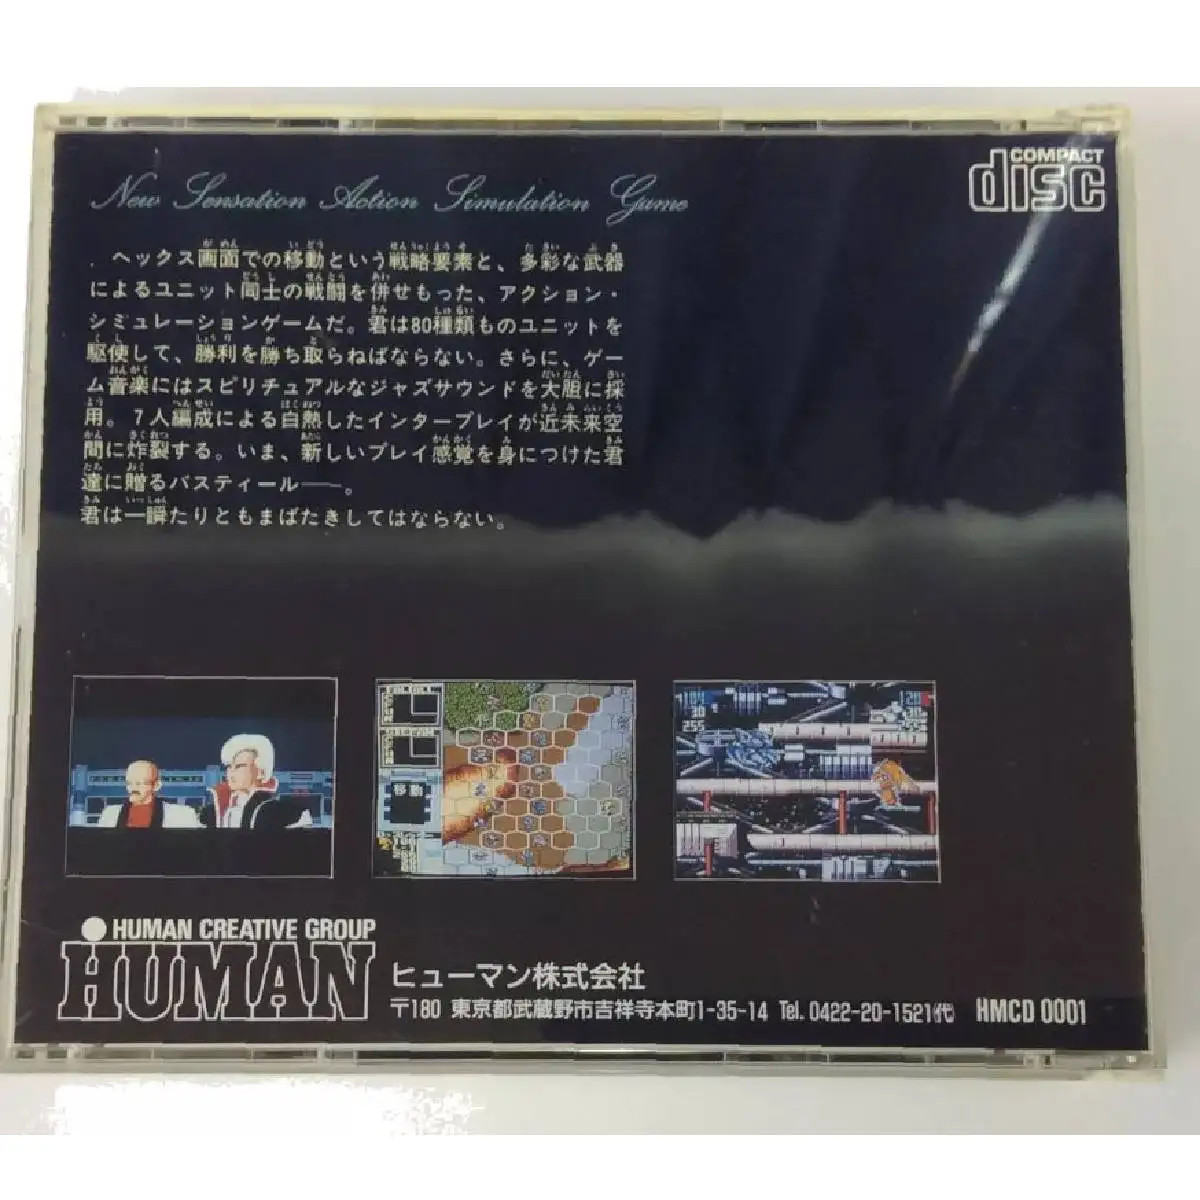 New Sensation Action Simulation Game
COMPACT
disc
ヘックス画面での移動という戦略要素と、多彩な武器
によるユニット同士の戦闘を併せもった、アクション・
シミュレーションゲームだ。君は80種類ものユニットを
駆使して、勝利を勝ち取らねばならない。さらに、ゲー
ム音楽にはスピリチュアルなジャズサウンドを大胆に採
用。7人編成による白熱したインタープレイが近未来空
間に炸裂する。いま、新しいプレイ感覚を身につけた君
達に贈るバスティール——。
君は一瞬たりともまばたきしてはならない。
移動
255
HUMAN CREATIVE GROUP
HUMAN
ヒューマン株式会社
〒180 東京都武蔵野市吉祥寺本町1-35-14 Tel. 0422-20-1521(代) HMCD 0001